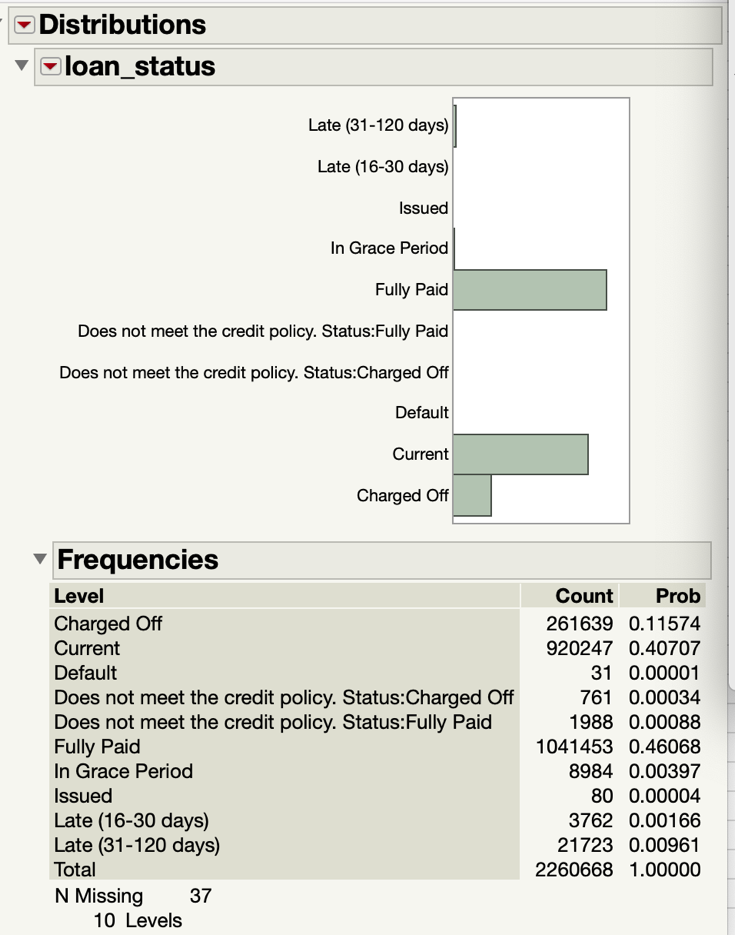 Distributions
loan_status
Late (31-120 days)
Late (16-30 days)
Issued
In Grace Period
Fully Paid
Does not meet the credit policy. Status:Fully Paid
Does not meet the credit policy. Status:Charged Off
Default
Current
Charged Off
Frequencies
Level Count Prob
Charged Off 261639 0.11574
Current 920247 0.40707
Default 31 0.00001
Does not meet the credit policy. Status:Charged Off 761 0.00034
Does not meet the credit policy. Status:Fully Paid 1988 0.00088
Fully Paid 1041453 0.46068
In Grace Period 8984 0.00397
Issued 80 0.00004
Late (16-30 days) 3762 0.00166
Late (31-120 days) 21723 0.00961
Total 2260668 1.00000
N Missing 37
10 Levels